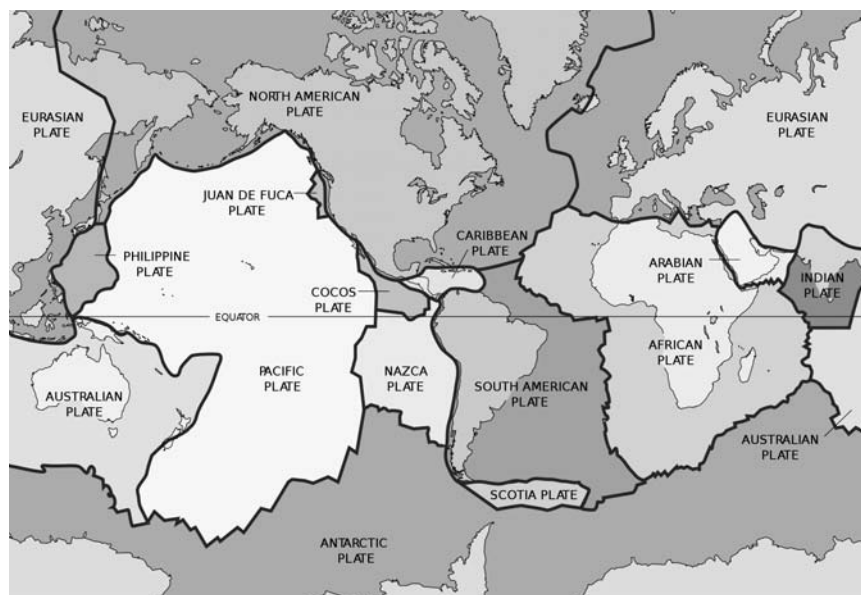 NORTH AMERICAN
PLATE
EURASIAN
PLATE
EURASIAN
PLATE
JUAN DE FUCA
PLATE
CARIBBEAN
PLATE
PHILIPPINE
PLATE
ARABIAN
PLATE
INDIAN
PLATE
COCOS
PLATE
EQUATOR
AFRICAN
PLATE
PACIFIC
PLATE
NAZCA
PLATE
SOUTH AMERICAN
PLATE
AUSTRALIAN
PLATE
AUSTRALIAN
PLATE
SCOTIA PLATE
ANTARCTIC
PLATE